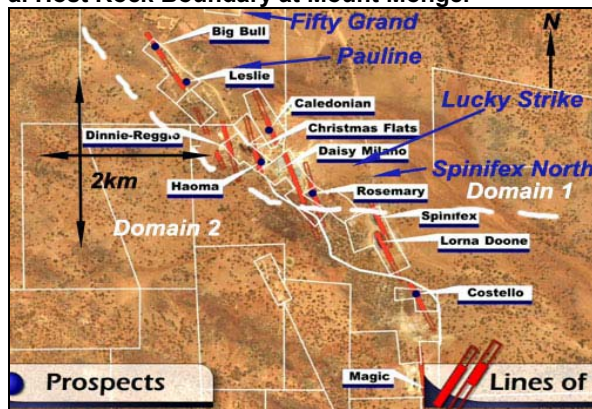 a. Host Rock Boundary at Mount Monger
Fifty Grand
N
Big Bull
Pauline
Leslie
Lucky Strike
Caledonian
Dinnie-Reggio
Christmas Flats
Daisy Milano
2km
Haoma
Spinifex North
Rosemary
Domain 1
Domain 2
Spinifex
Lorna Doone
Costello
Magic
Prospects
Lines of